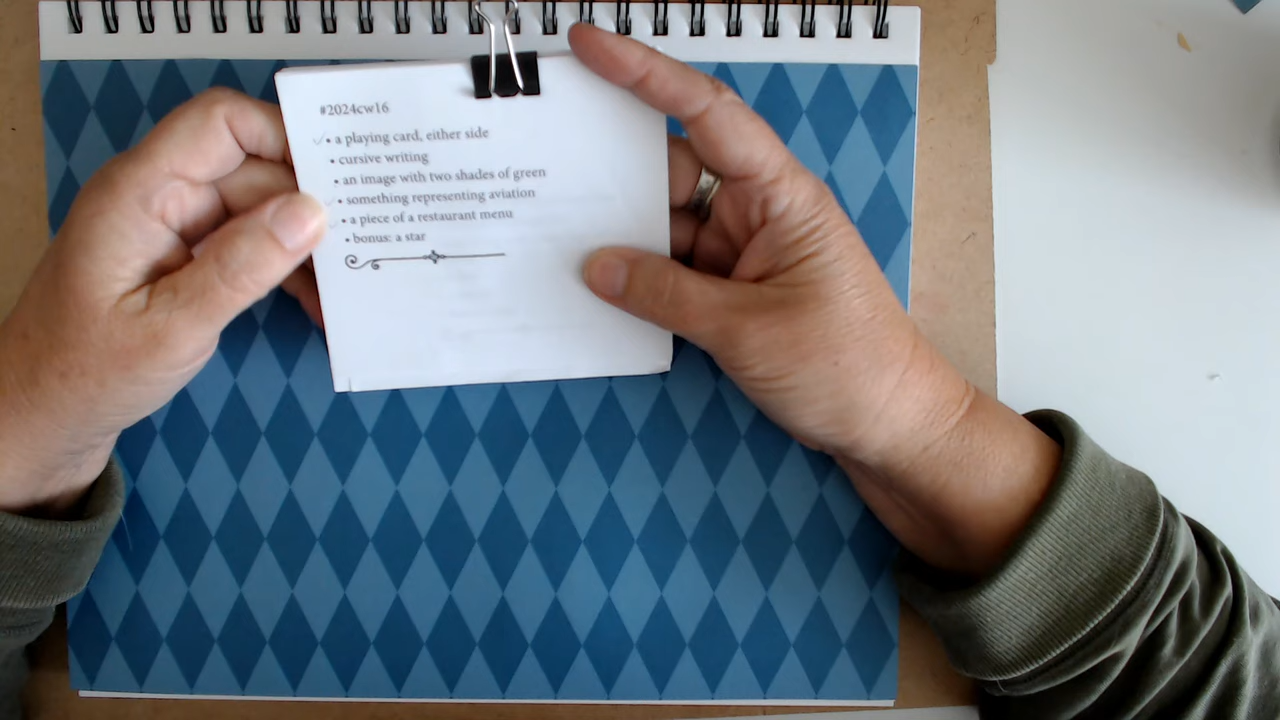 #2024cw16
• a playing card, either side
• cursive writing
• an image with two shades of green
• something representing aviation
• a piece of a restaurant menu
• bonus: a star